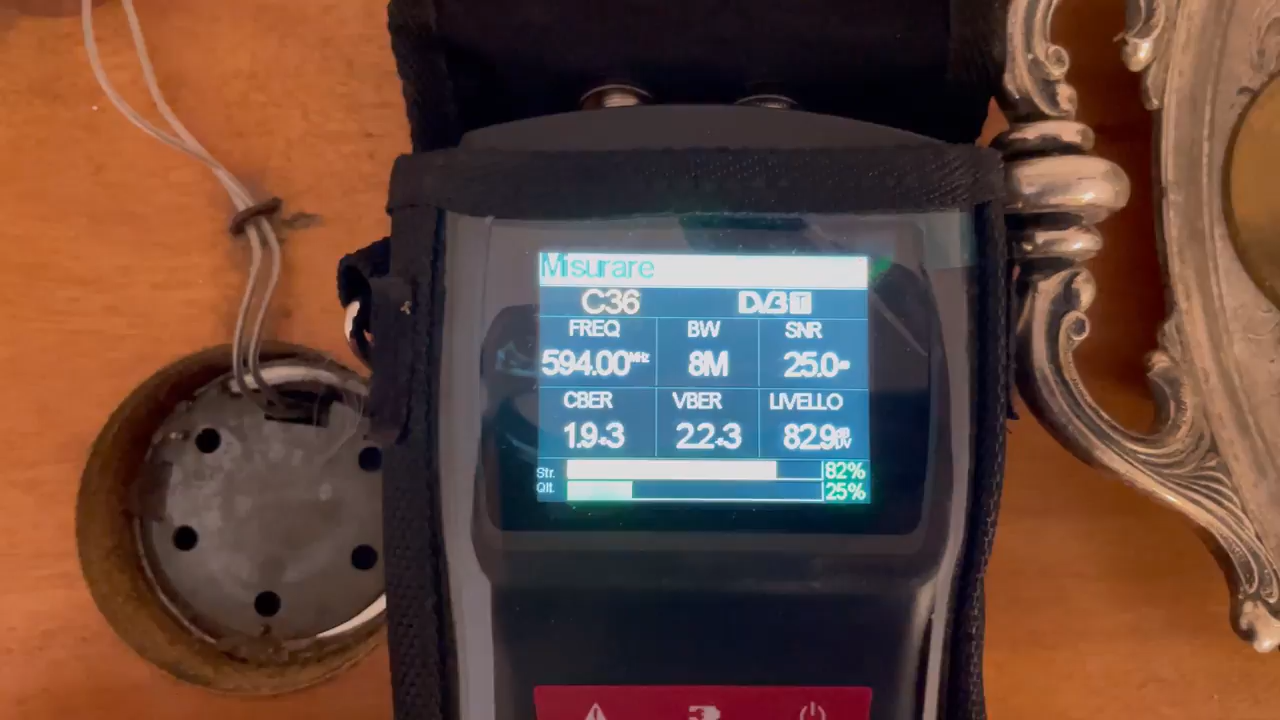 Misurare
C36 DVB T
FREQ BW SNR
594.00MHz 8M 25.0
CBER VBER LIVELLO
1.9-3 2.2-3 82.9dBµV
Str. 82%
Qlt. 25%